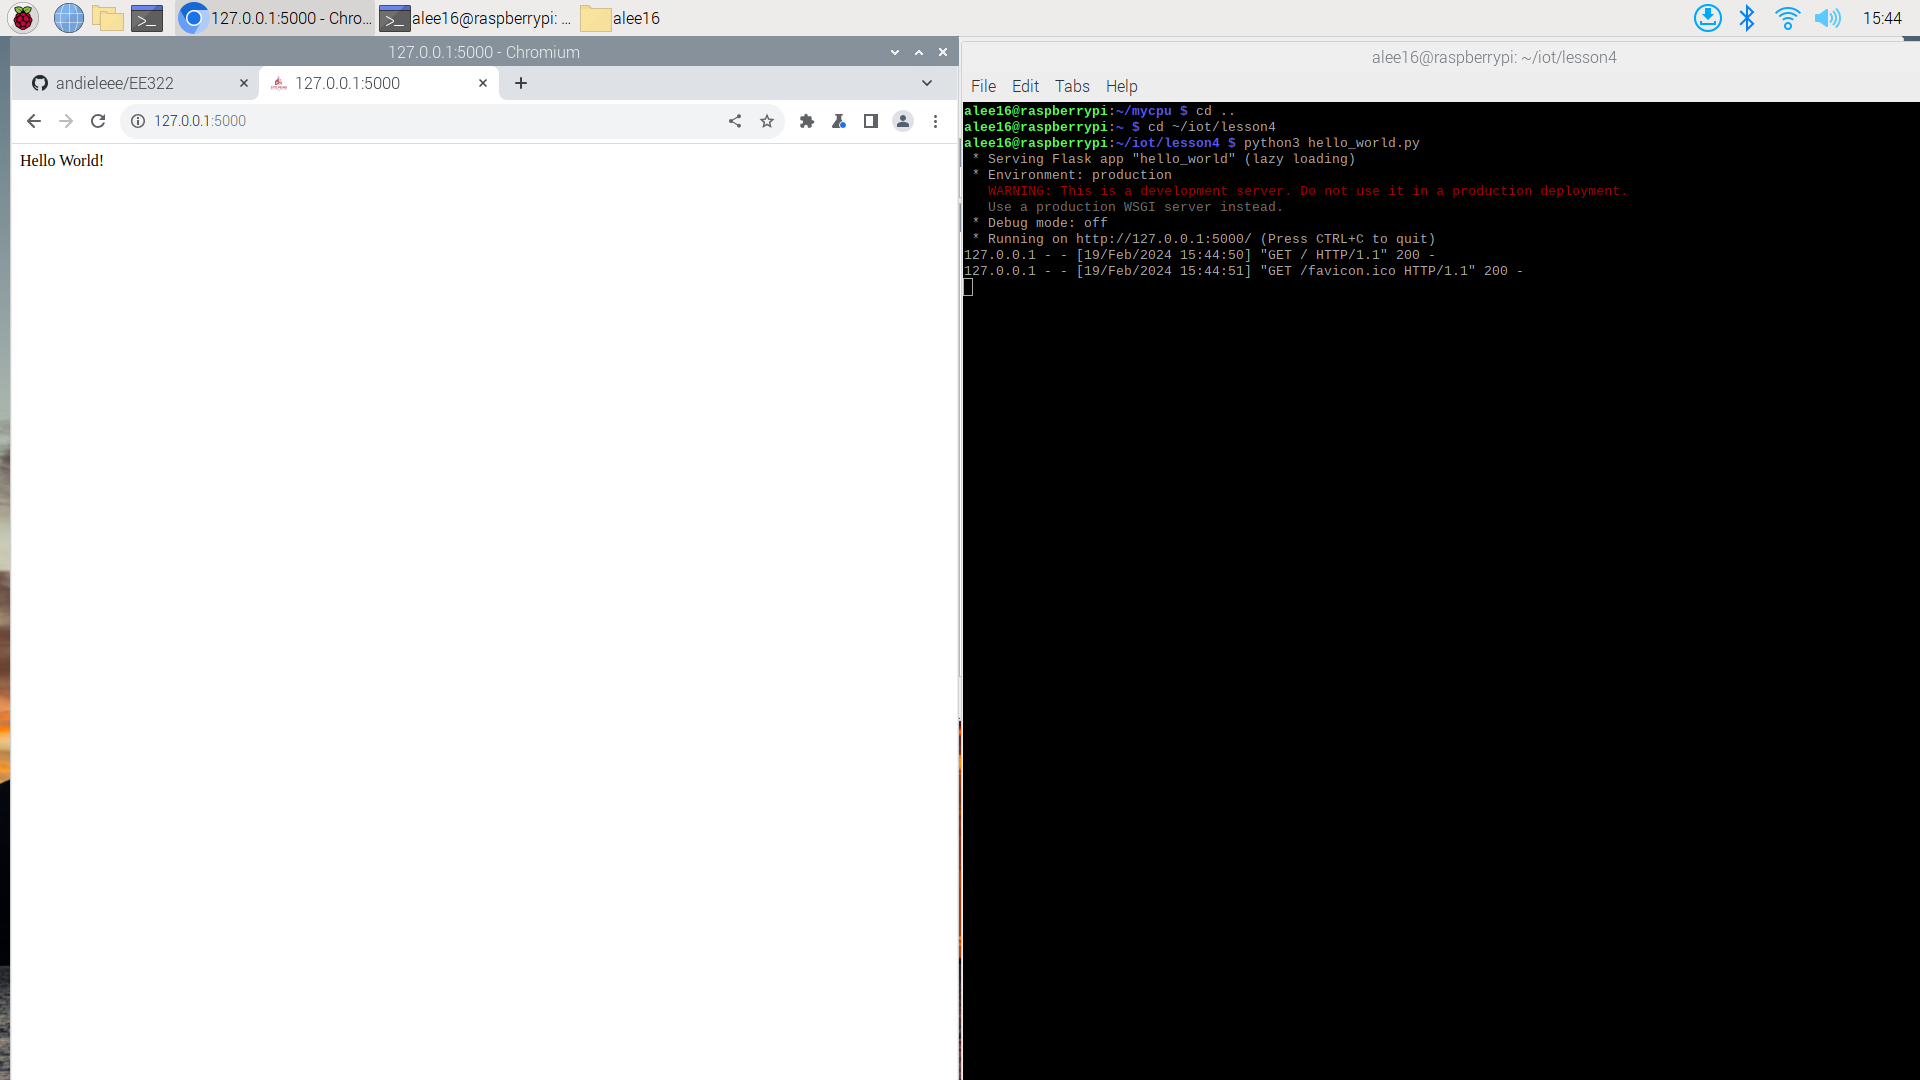 127.0.0.1:5000 - Chro...
alee16@raspberrypi: ...
alee16
15:44
127.0.0.1:5000 - Chromium
andieleee/EE322
127.0.0.1:5000
127.0.0.1:5000
Hello World!
alee16@raspberrypi: ~/iot/lesson4
File Edit Tabs Help
alee16@raspberrypi:~/mycpu $ cd ..
alee16@raspberrypi:~ $ cd ~/iot/lesson4
alee16@raspberrypi:~/iot/lesson4 $ python3 hello_world.py
* Serving Flask app "hello_world" (lazy loading)
* Environment: production
WARNING: This is a development server. Do not use it in a production deployment.
Use a production WSGI server instead.
* Debug mode: off
* Running on http://127.0.0.1:5000/ (Press CTRL+C to quit)
127.0.0.1 - - [19/Feb/2024 15:44:50] "GET / HTTP/1.1" 200 -
127.0.0.1 - - [19/Feb/2024 15:44:51] "GET /favicon.ico HTTP/1.1" 200 -